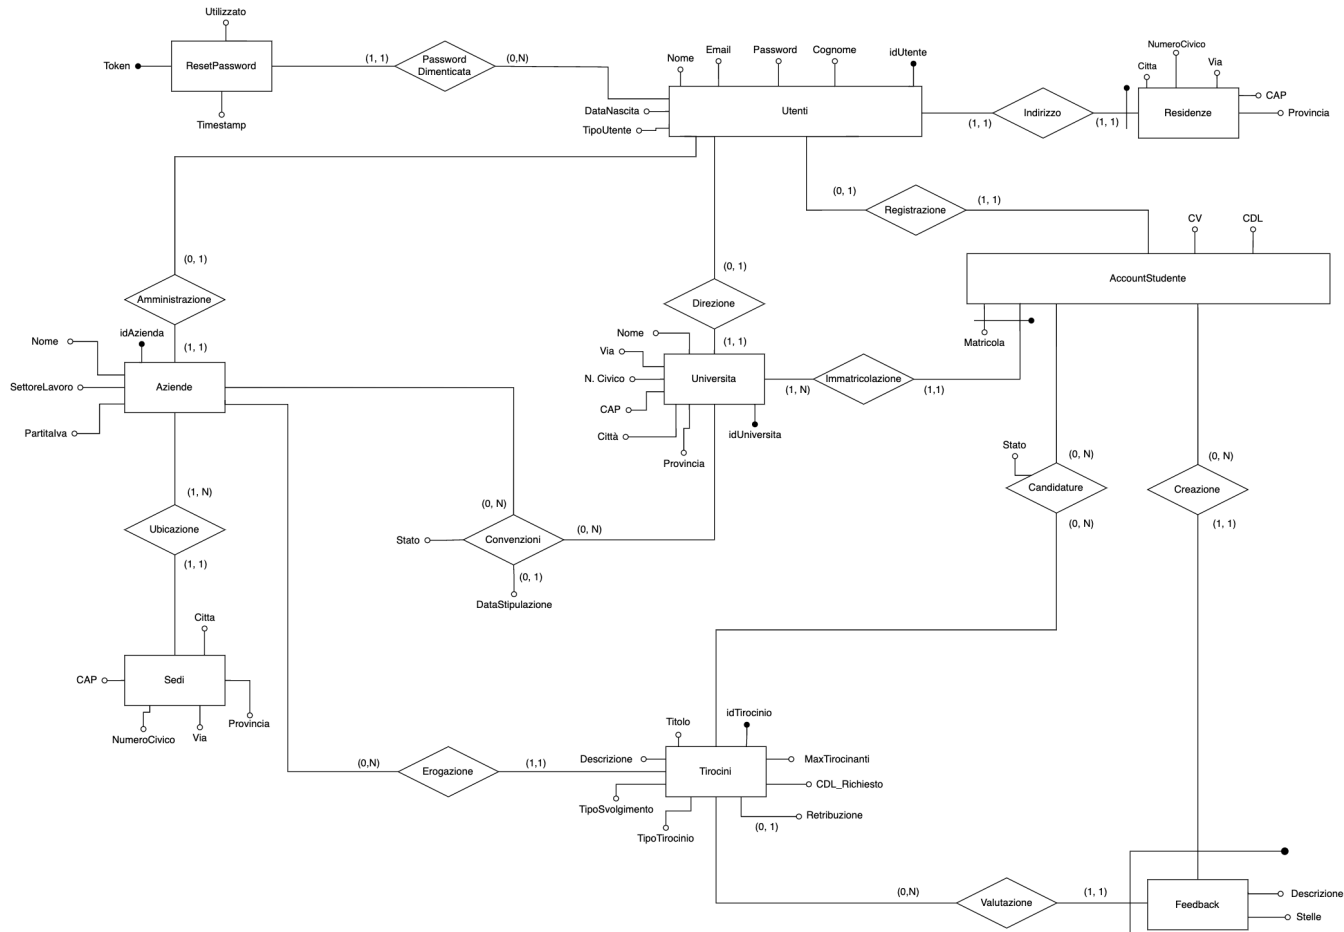 Utilizzato
Token
ResetPassword
Timestamp
(1, 1)
Password
Dimenticata
(0,N)
Nome
Email
Password
Cognome
idUtente
DataNascita
TipoUtente
Utenti
(1, 1)
Indirizzo
(1, 1)
NumeroCivico
Citta
Via
CAP
Provincia
Residenze
(0, 1)
Registrazione
(1, 1)
CV
CDL
AccountStudente
Matricola
(0, 1)
Amministrazione
(1, 1)
(0, 1)
Direzione
(1, 1)
Nome
idAzienda
SettoreLavoro
PartitaIva
Aziende
Nome
Via
N. Civico
CAP
Città
Provincia
idUniversita
Universita
(1, N)
Immatricolazione
(1,1)
(1, N)
Ubicazione
(1, 1)
(0, N)
Convenzioni
(0, N)
Stato
(0, 1)
DataStipulazione
Stato
(0, N)
Candidature
(0, N)
(0, N)
Creazione
(1, 1)
Citta
CAP
Sedi
NumeroCivico
Via
Provincia
(0,N)
Erogazione
(1,1)
Titolo
idTirocinio
Descrizione
Tirocini
MaxTirocinanti
CDL_Richiesto
TipoSvolgimento
TipoTirocinio
(0, 1)
Retribuzione
(0,N)
Valutazione
(1, 1)
Feedback
Descrizione
Stelle